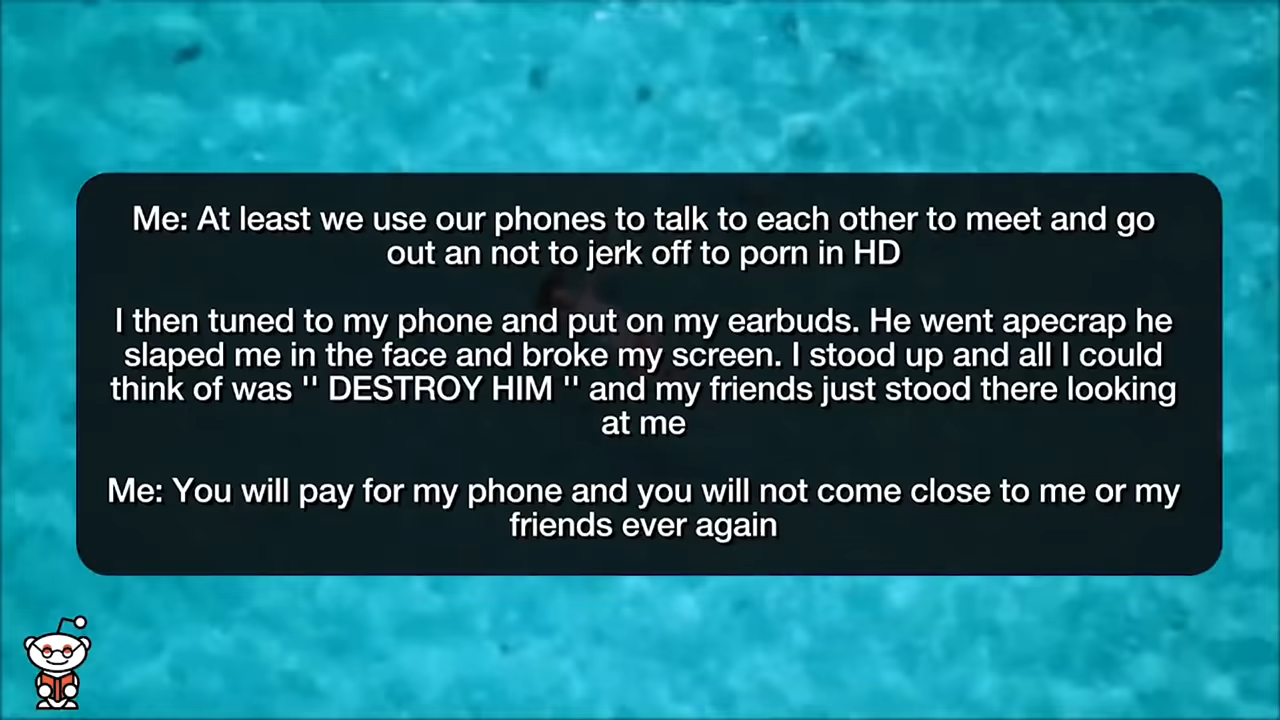 Me: At least we use our phones to talk to each other to meet and go
out an not to jerk off to porn in HD
I then tuned to my phone and put on my earbuds. He went apecrap he
slaped me in the face and broke my screen. I stood up and all I could
think of was '' DESTROY HIM '' and my friends just stood there looking
at me
Me: You will pay for my phone and you will not come close to me or my
friends ever again